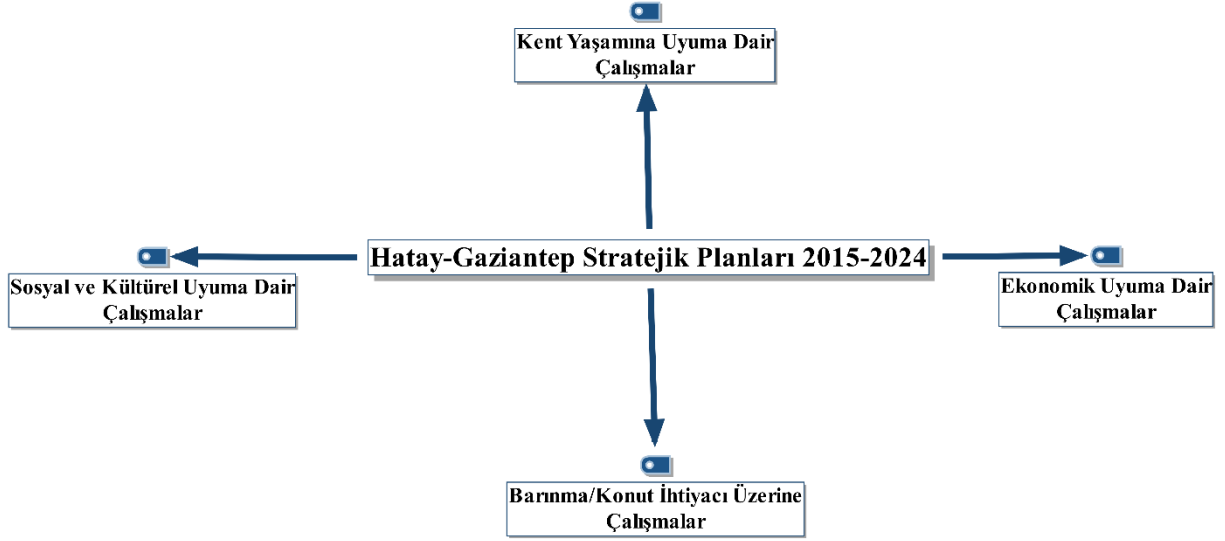 Kent Yaşamına Uyuma Dair
Çalışmalar
Hatay-Gaziantep Stratejik Planları 2015-2024
Sosyal ve Kültürel Uyuma Dair
Çalışmalar
Ekonomik Uyuma Dair
Çalışmalar
Barınma/Konut İhtiyacı Üzerine
Çalışmalar